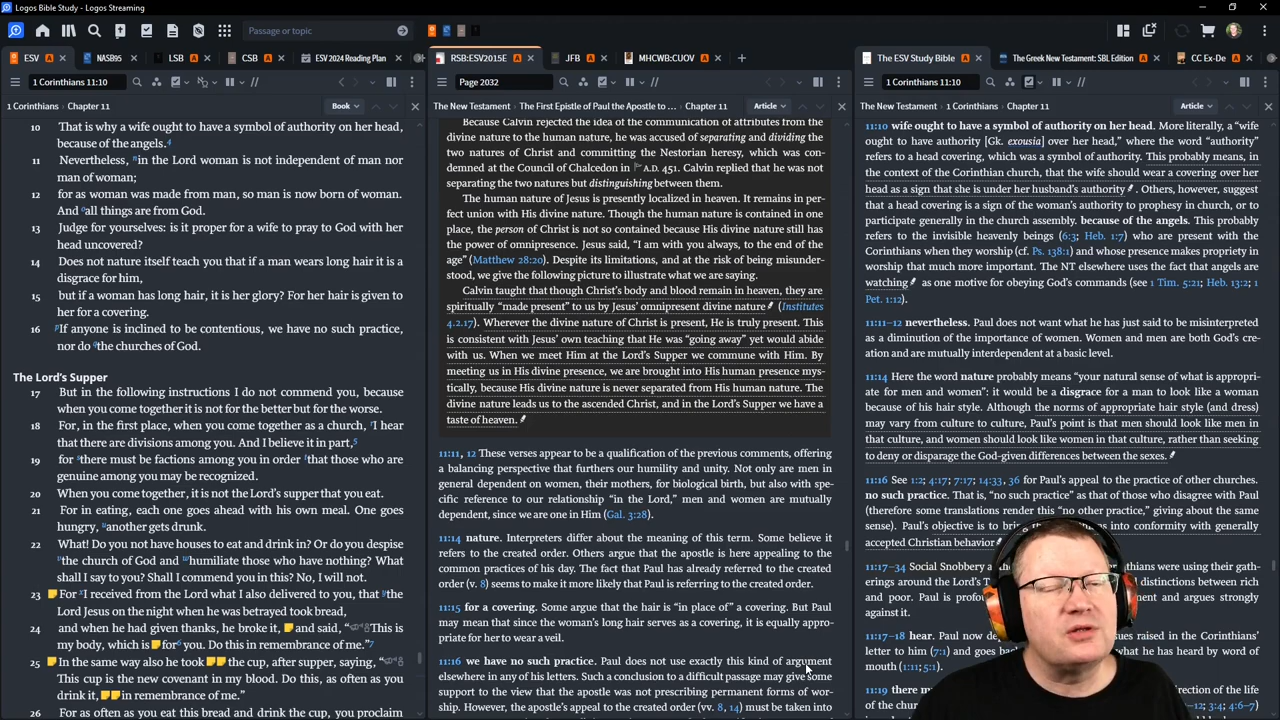 Logos Bible Study - Logos Streaming
Passage or topic
ESV
NASB95
LSB
CSB
ESV 2024 Reading Plan
1 Corinthians 11:10
1 Corinthians › Chapter 11
Book
10 That is why a wife ought to have a symbol of authority on her head,
because of the angels.4
11 Nevertheless, in the Lord woman is not independent of man nor
man of woman;
12 for as woman was made from man, so man is now born of woman.
And all things are from God.
13 Judge for yourselves: is it proper for a wife to pray to God with her
head uncovered?
14 Does not nature itself teach you that if a man wears long hair it is a
disgrace for him,
15 but if a woman has long hair, it is her glory? For her hair is given to
her for a covering.
16 If anyone is inclined to be contentious, we have no such practice,
nor do the churches of God.
The Lord's Supper
17 But in the following instructions I do not commend you, because
when you come together it is not for the better but for the worse.
18 For, in the first place, when you come together as a church, I hear
that there are divisions among you. And I believe it in part,5
19 for there must be factions among you in order that those who are
genuine among you may be recognized.
20 When you come together, it is not the Lord's supper that you eat.
21 For in eating, each one goes ahead with his own meal. One goes
hungry, another gets drunk.
22 What! Do you not have houses to eat and drink in? Or do you despise
the church of God and humiliate those who have nothing? What
shall I say to you? Shall I commend you in this? No, I will not.
23 For I received from the Lord what I also delivered to you, that the
Lord Jesus on the night when he was betrayed took bread,
24 and when he had given thanks, he broke it, and said, “This is
my body, which is for you. Do this in remembrance of me.”
25 In the same way also he took the cup, after supper, saying, “
This cup is the new covenant in my blood. Do this, as often as you
drink it, in remembrance of me.”
26 For as often as you eat this bread and drink the cup, you proclaim
RSB:ESV2015E
JFB
MHCWB:CUOV
Page 2032
The New Testament › The First Epistle of Paul the Apostle to ... › Chapter 11
Article
Because Calvin rejected the idea of the communication of attributes from the
divine nature to the human nature, he was accused of separating and dividing the
two natures of Christ and committing the Nestorian heresy, which was con-
demned at the Council of Chalcedon in A.D. 451. Calvin replied that he was not
separating the two natures but distinguishing between them.
The human nature of Jesus is presently localized in heaven. It remains in per-
fect union with His divine nature. Though the human nature is contained in one
place, the person of Christ is not so contained because His divine nature still has
the power of omnipresence. Jesus said, “I am with you always, to the end of the
age” (Matthew 28:20). Despite its limitations, and at the risk of being misunder-
stood, we give the following picture to illustrate what we are saying.
Calvin taught that though Christ's body and blood remain in heaven, they are
spiritually “made present” to us by Jesus' omnipresent divine nature (Institutes
4.2.17). Wherever the divine nature of Christ is present, He is truly present. This
is consistent with Jesus' own teaching that He was “going away” yet would abide
with us. When we meet Him at the Lord's Supper we commune with Him. By
meeting us in His divine presence, we are brought into His human presence mys-
tically, because His divine nature is never separated from His human nature. The
divine nature leads us to the ascended Christ, and in the Lord's Supper we have a
taste of heaven.
11:11, 12 These verses appear to be a qualification of the previous comments, offering
a balancing perspective that furthers our humility and unity. Not only are men in
general dependent on women, their mothers, for biological birth, but also with spe-
cific reference to our relationship “in the Lord,” men and women are mutually
dependent, since we are one in Him (Gal. 3:28).
11:14 nature. Interpreters differ about the meaning of this term. Some believe it
refers to the created order. Others argue that the apostle is here appealing to the
common practices of his day. The fact that Paul has already referred to the created
order (v. 8) seems to make it more likely that Paul is referring to the created order.
11:15 for a covering. Some argue that the hair is “in place of” a covering. But Paul
may mean that since the woman's long hair serves as a covering, it is equally appro-
priate for her to wear a veil.
11:16 we have no such practice. Paul does not use exactly this kind of argument
elsewhere in any of his letters. Such a conclusion to a difficult passage may give some
support to the view that the apostle was not prescribing permanent forms of wor-
ship. However, the apostle's appeal to the created order (vv. 8, 14) must be taken into
The ESV Study Bible
The Greek New Testament: SBL Edition
CC Ex-De
1 Corinthians 11:10
The New Testament › 1 Corinthians › Chapter 11
Article
11:10 wife ought to have a symbol of authority on her head. More literally, a “wife
ought to have authority [Gk. exousia] over her head,” where the word “authority”
refers to a head covering, which was a symbol of authority. This probably means, in
the context of the Corinthian church, that the wife should wear a covering over her
head as a sign that she is under her husband's authority. Others, however, suggest
that a head covering is a sign of the woman's authority to prophesy in church, or to
participate generally in the church assembly. because of the angels. This probably
refers to the invisible heavenly beings (6:3; Heb. 1:7) who are present with the
Corinthians when they worship (cf. Ps. 138:1) and whose presence makes propriety in
worship that much more important. The NT elsewhere uses the fact that angels are
watching as one motive for obeying God's commands (see 1 Tim. 5:21; Heb. 13:2; 1
Pet. 1:12).
11:11–12 nevertheless. Paul does not want what he has just said to be misinterpreted
as a diminution of the importance of women. Women and men are both God's cre-
ation and are mutually interdependent at a basic level.
11:14 Here the word nature probably means “your natural sense of what is appropri-
ate for men and women”: it would be a disgrace for a man to look like a woman
because of his hair style. Although the norms of appropriate hair style (and dress)
may vary from culture to culture, Paul's point is that men should look like men in
that culture, and women should look like women in that culture, rather than seeking
to deny or disparage the God-given differences between the sexes.
11:16 See 1:2; 4:17; 7:17; 14:33, 36 for Paul's appeal to the practice of other churches.
no such practice. That is, “no such practice” as that of those who disagree with Paul
(therefore some translations render this “no other practice,” giving about the same
sense). Paul's objective is to bring into conformity with generally
accepted Christian behavior
11:17–34 Social Snobbery were using their gath-
erings around the Lord's distinctions between rich
and poor. Paul is and argues strongly
against it.
11:17–18 hear. Paul now raised in the Corinthians'
letter to him (7:1) and goes back what he has heard by word of
mouth (1:11; 5:1).
11:19 there direction of the life
3:4; 4:6–7